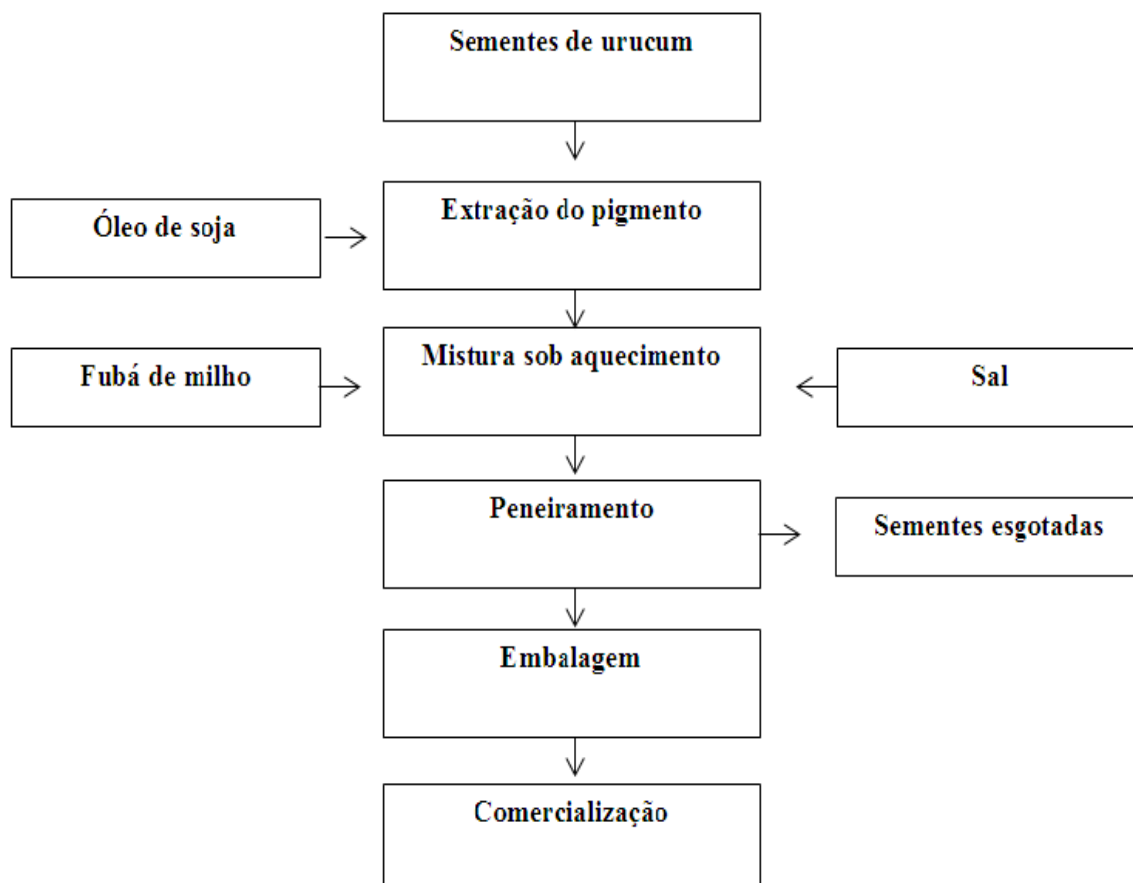 Sementes de urucum
Extração do pigmento
Óleo de soja
Mistura sob aquecimento
Fubá de milho
Sal
Peneiramento
Sementes esgotadas
Embalagem
Comercialização